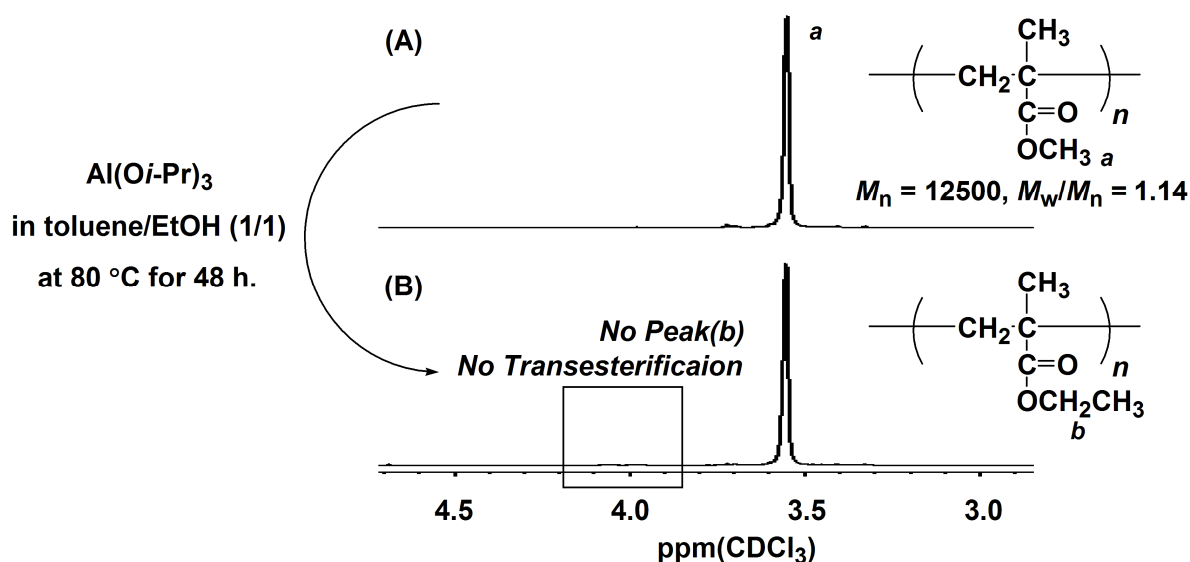 (A)
a
CH3
CH2 C
C=O
n
OCH3 a
Mn = 12500, Mw/Mn = 1.14
Al(Oi-Pr)3
in toluene/EtOH (1/1)
at 80 °C for 48 h.
(B)
No Peak(b)
No Transesterificaion
CH3
CH2 C
C=O
n
OCH2CH3
b
4.5 4.0 3.5 3.0
ppm(CDCl3)